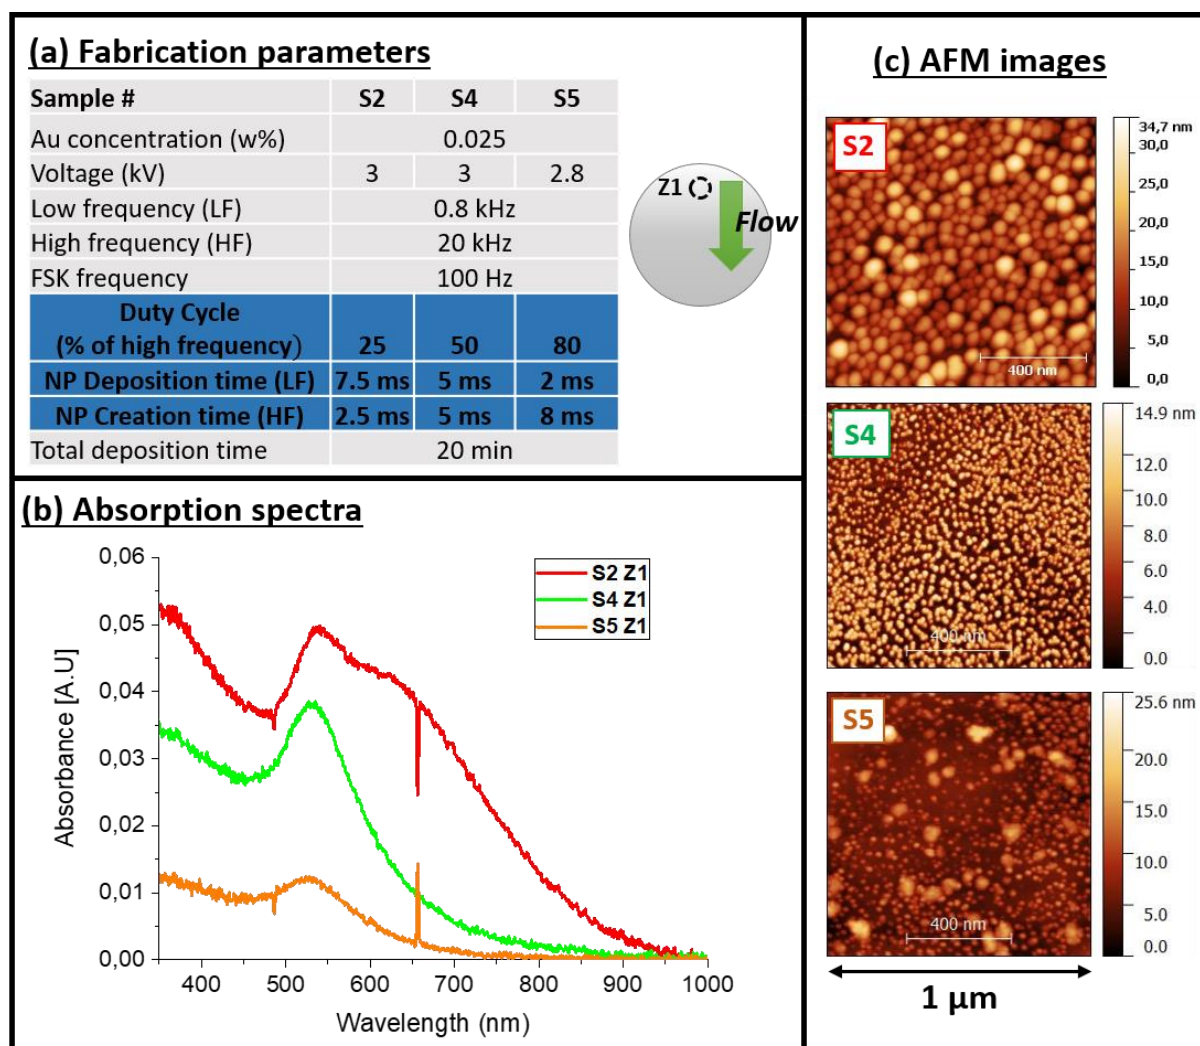 (a) Fabrication parameters
Sample # S2 S4 S5
Au concentration (w%) 0.025
Voltage (kV) 3 3 2.8
Low frequency (LF) 0.8 kHz
High frequency (HF) 20 kHz
FSK frequency 100 Hz
Duty Cycle
(% of high frequency) 25 50 80
NP Deposition time (LF) 7.5 ms 5 ms 2 ms
NP Creation time (HF) 2.5 ms 5 ms 8 ms
Total deposition time 20 min
Z1
Flow
(b) Absorption spectra
Absorbance [A.U]
0,06
0,05
0,04
0,03
0,02
0,01
0,00
S2 Z1
S4 Z1
S5 Z1
400 500 600 700 800 900 1000
Wavelength (nm)
(c) AFM images
S2
400 nm
34,7 nm
30,0
25,0
20,0
15,0
10,0
5,0
0,0
S4
400 nm
14.9 nm
12.0
10.0
8.0
6.0
4.0
0.0
S5
400 nm
25.6 nm
20.0
15.0
10.0
5.0
0.0
1 µm